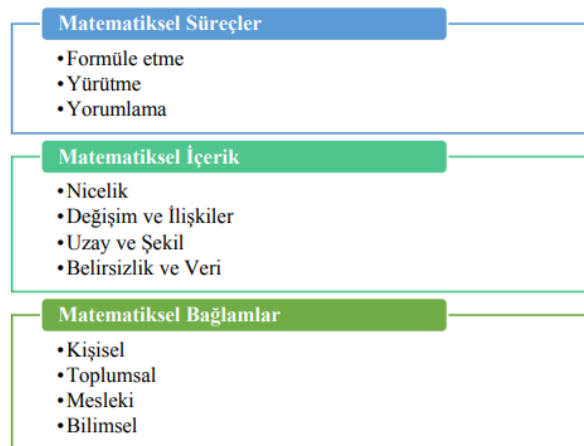 Matematiksel Süreçler
•Formüle etme
•Yürütme
•Yorumlama
Matematiksel İçerik
•Nicelik
•Değişim ve İlişkiler
•Uzay ve Şekil
•Belirsizlik ve Veri
Matematiksel Bağlamlar
•Kişisel
•Toplumsal
•Mesleki
•Bilimsel